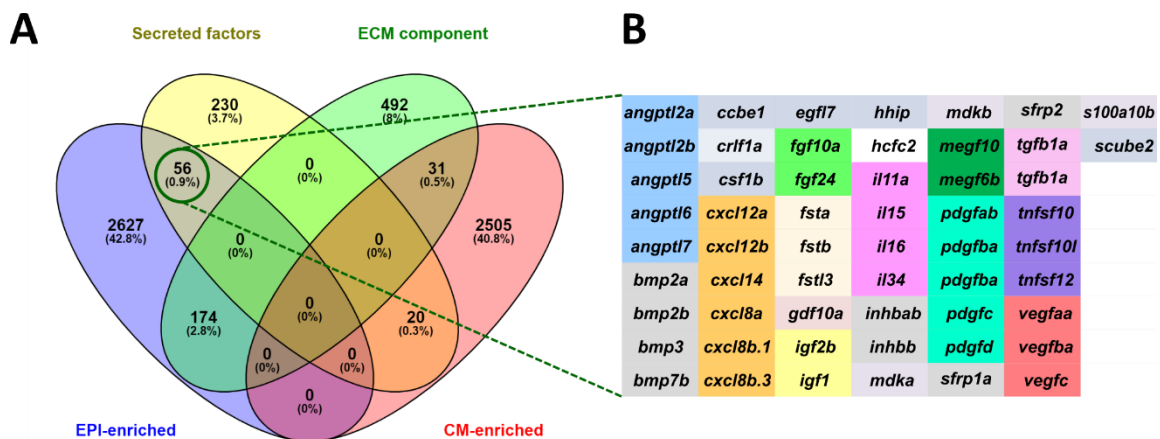 A
B
Secreted factors
ECM component
230
(3.7%)
492
(8%)
56
(0.9%)
0
(0%)
31
(0.5%)
2627
(42.8%)
2505
(40.8%)
0
(0%)
0
(0%)
174
(2.8%)
0
(0%)
20
(0.3%)
0
(0%)
0
(0%)
0
(0%)
EPI-enriched
CM-enriched
angptl2a ccbe1 egfl7 hhip mdkb sfrp2 s100a10b
angptl2b crlf1a fgf10a hcfc2 megf10 tgfb1a scube2
angptl5 csf1b fgf24 il11a megf6b tgfb1a
angptl6 cxcl12a fsta il15 pdgfab tnfsf10
angptl7 cxcl12b fstb il16 pdgfba tnfsf10l
bmp2a cxcl14 fstl3 il34 pdgfba tnfsf12
bmp2b cxcl8a gdf10a inhbab pdgfc vegfaa
bmp3 cxcl8b.1 igf2b inhbb pdgfd vegfba
bmp7b cxcl8b.3 igf1 mdka sfrp1a vegfc